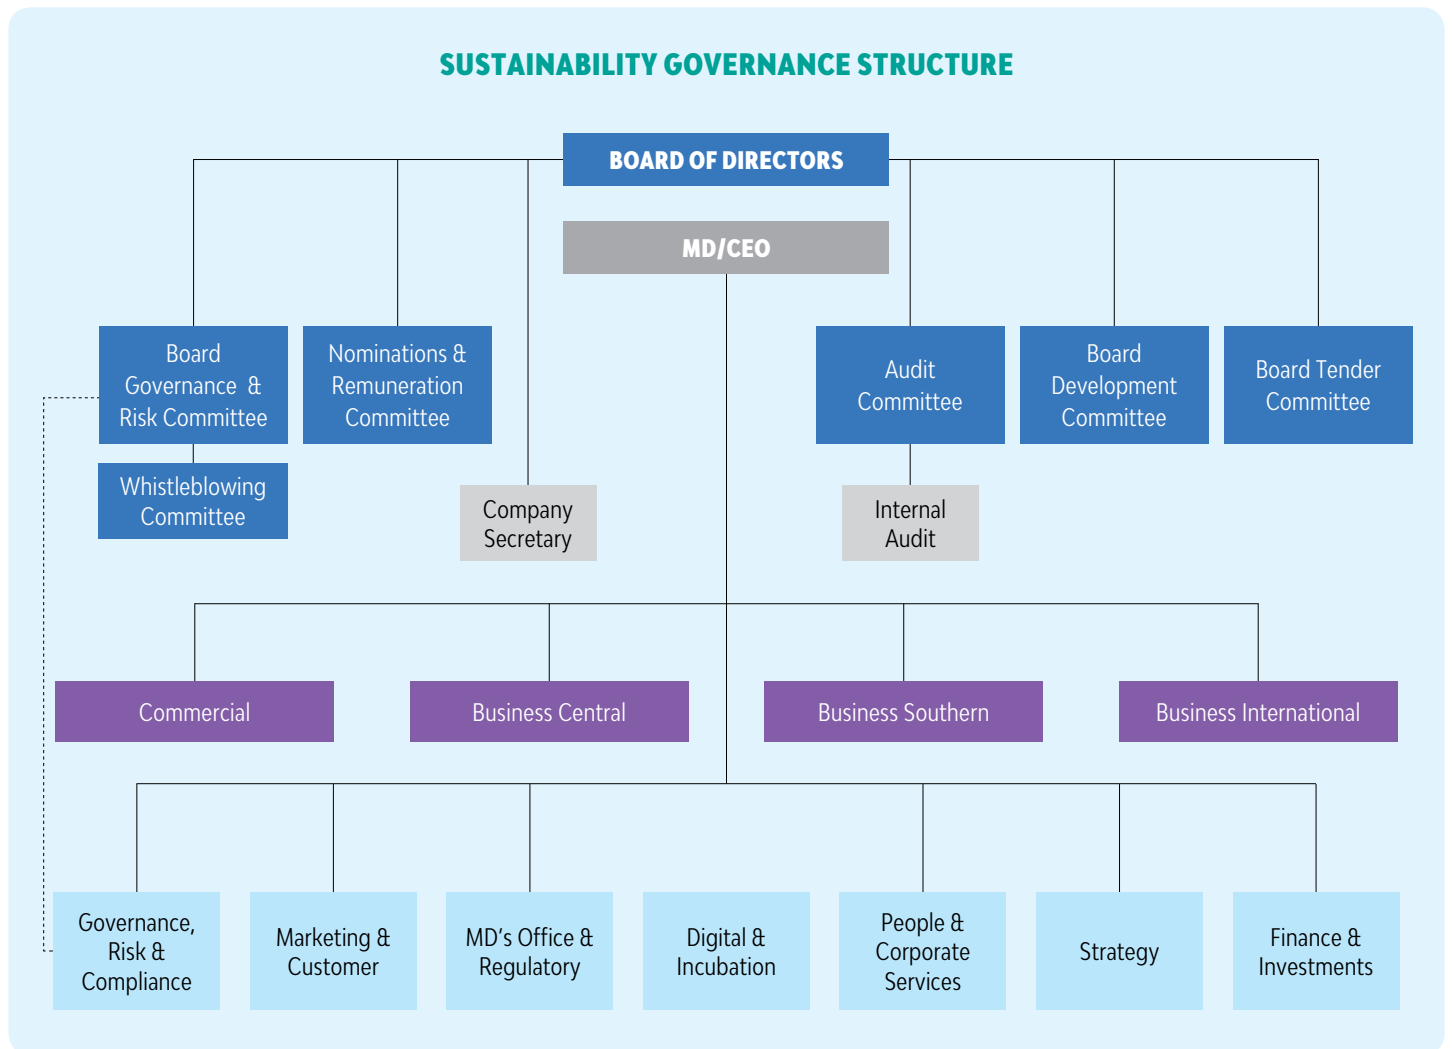 SUSTAINABILITY GOVERNANCE STRUCTURE
BOARD OF DIRECTORS
MD/CEO
Board
Governance &
Risk Committee
Nominations &
Remuneration
Committee
Audit
Committee
Board
Development
Committee
Board Tender
Committee
Whistleblowing
Committee
Company
Secretary
Internal
Audit
Commercial
Business Central
Business Southern
Business International
Governance,
Risk &
Compliance
Marketing &
Customer
MD's Office &
Regulatory
Digital &
Incubation
People &
Corporate
Services
Strategy
Finance &
Investments